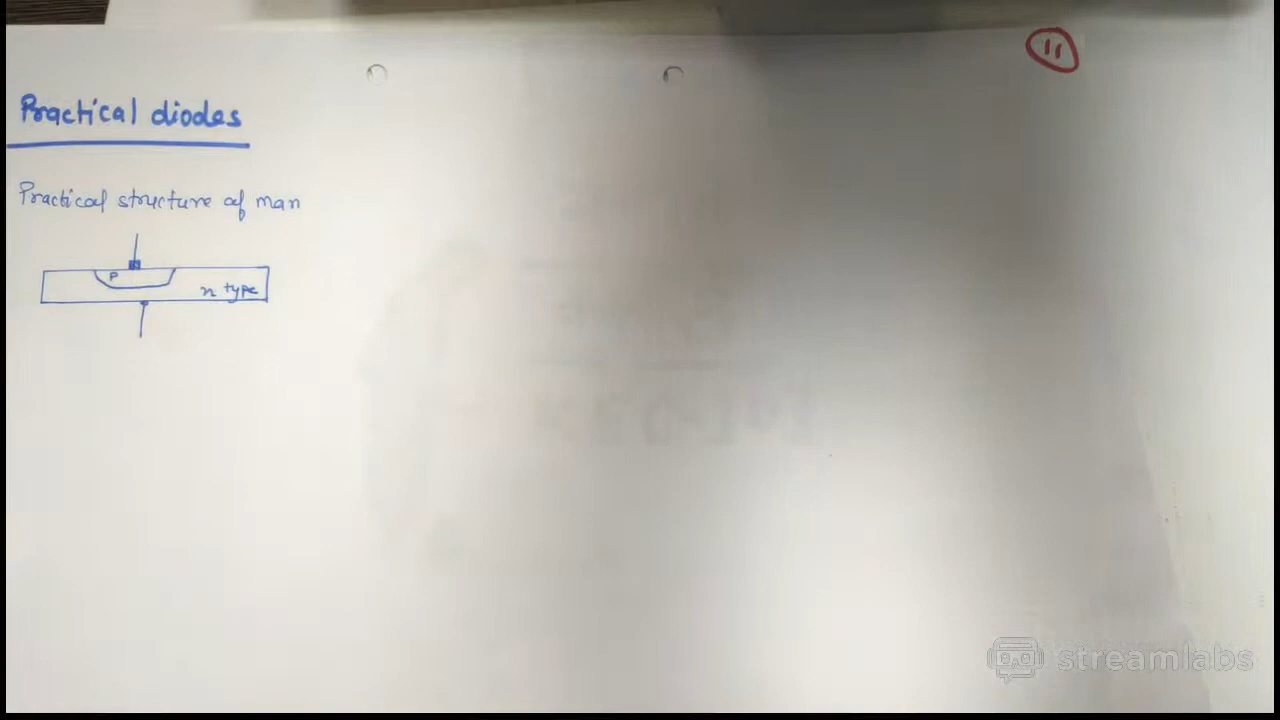 11
Practical diodes
Practical structure of man
P
n type
streamlabs